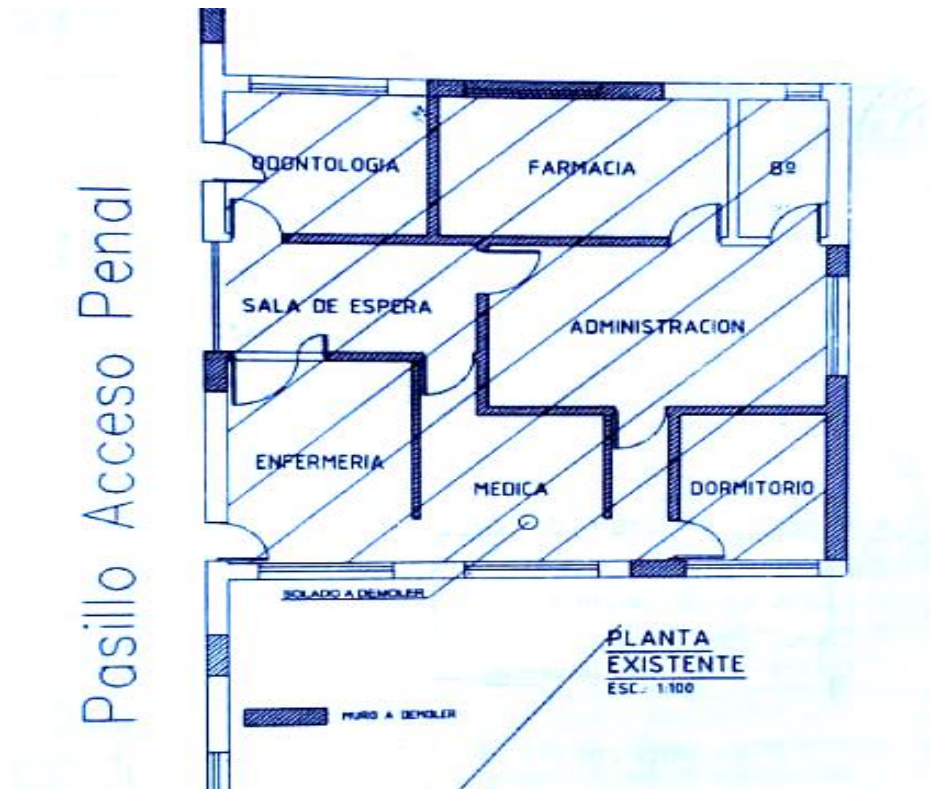 Pasillo Acceso Penal
ODONTOLOGIA
FARMACIA
Bº
SALA DE ESPERA
ADMINISTRACION
ENFERMERIA
MEDICA
DORMITORIO
SOLADO A DEMOLER
PLANTA
EXISTENTE
ESC.: 1:100
MURO A DEMOLER